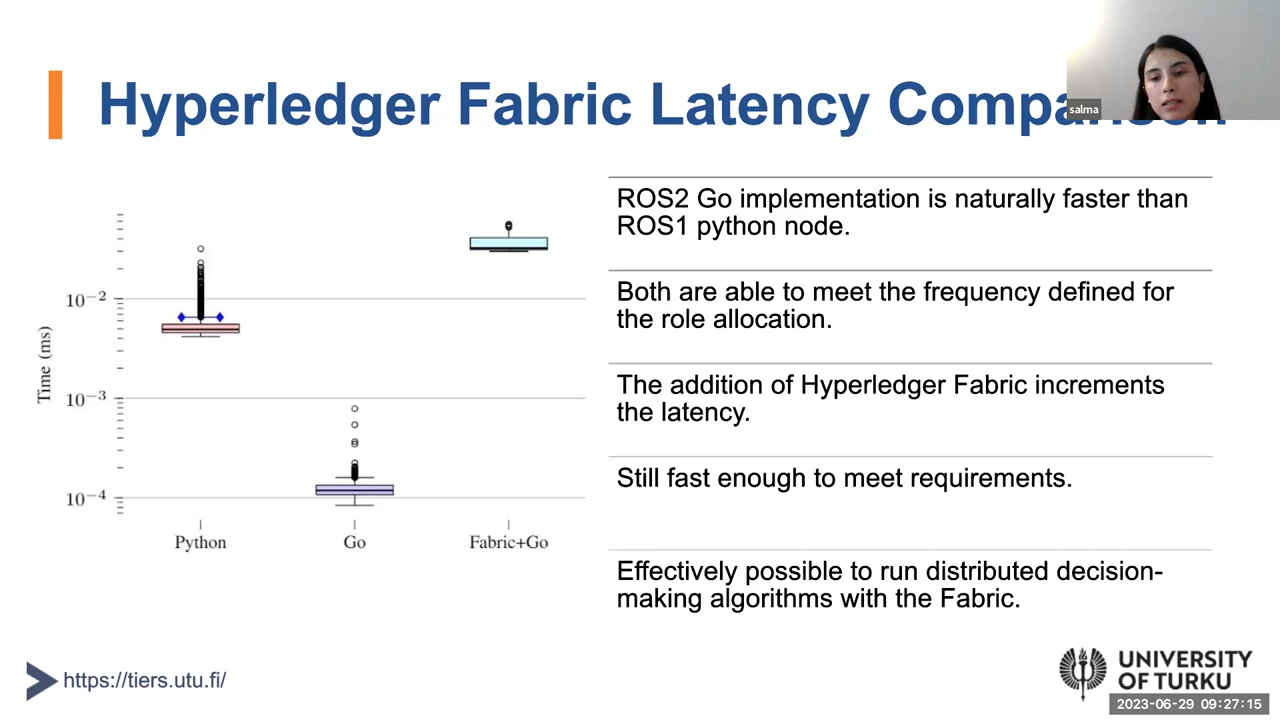 Hyperledger Fabric Latency Comparison
salma
ROS2 Go implementation is naturally faster than
ROS1 python node.
Both are able to meet the frequency defined for
the role allocation.
The addition of Hyperledger Fabric increments
the latency.
Still fast enough to meet requirements.
Effectively possible to run distributed decision-
making algorithms with the Fabric.
Time (ms)
10⁻²
10⁻³
10⁻⁴
Python Go Fabric+Go
https://tiers.utu.fi/
UNIVERSITY
OF TURKU
2023-06-29 09:27:15